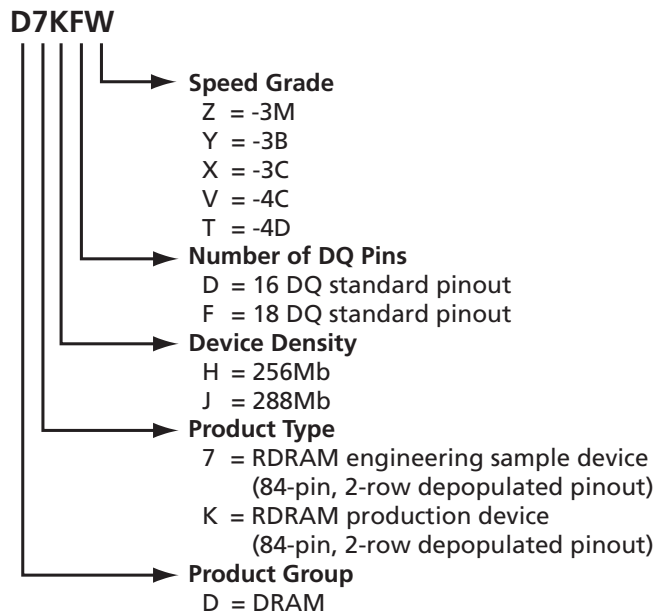 D7KFW
Speed Grade
Z = -3M
Y = -3B
X = -3C
V = -4C
T = -4D
Number of DQ Pins
D = 16 DQ standard pinout
F = 18 DQ standard pinout
Device Density
H = 256Mb
J = 288Mb
Product Type
7 = RDRAM engineering sample device
(84-pin, 2-row depopulated pinout)
K = RDRAM production device
(84-pin, 2-row depopulated pinout)
Product Group
D = DRAM